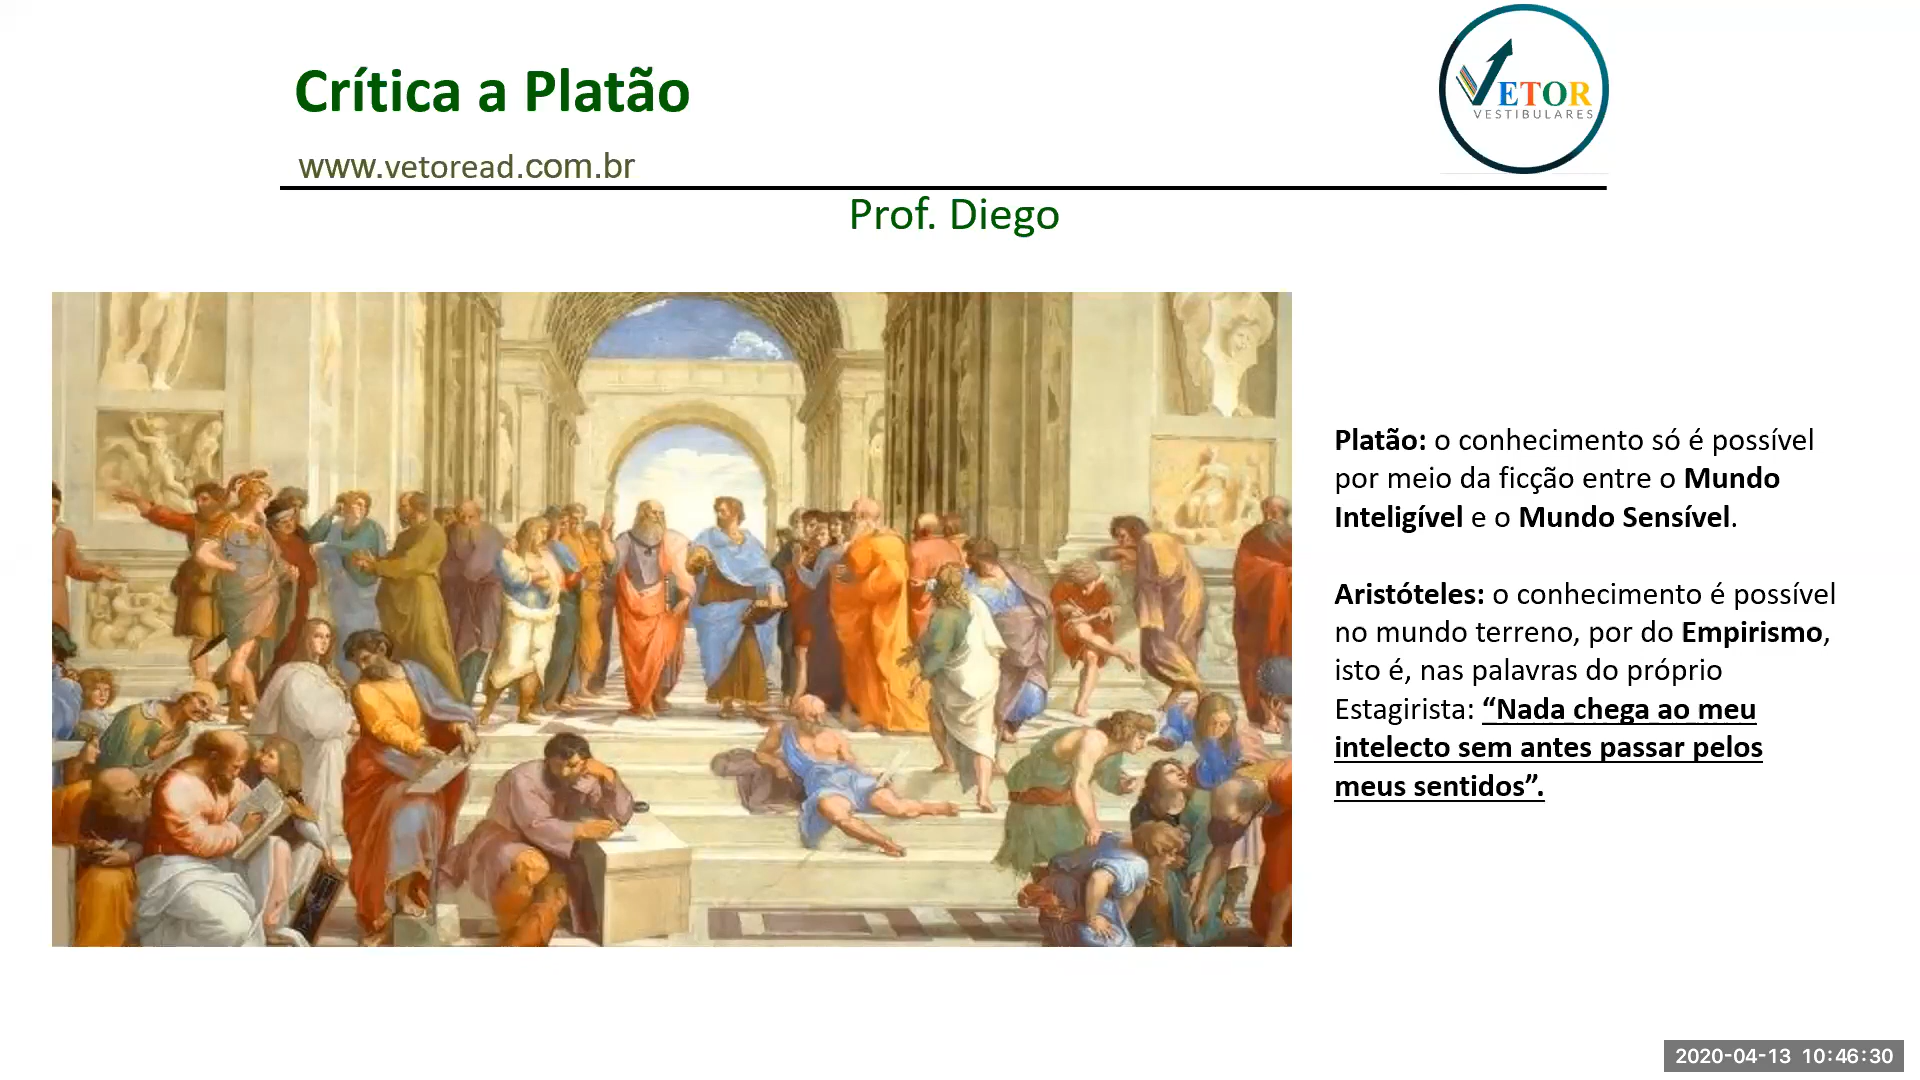 Crítica a Platão
www.vetoread.com.br
VETOR
VESTIBULARES
Prof. Diego
Platão: o conhecimento só é possível
por meio da ficção entre o Mundo
Inteligível e o Mundo Sensível.
Aristóteles: o conhecimento é possível
no mundo terreno, por do Empirismo,
isto é, nas palavras do próprio
Estagirista: “Nada chega ao meu
intelecto sem antes passar pelos
meus sentidos”.
2020-04-13 10:46:30